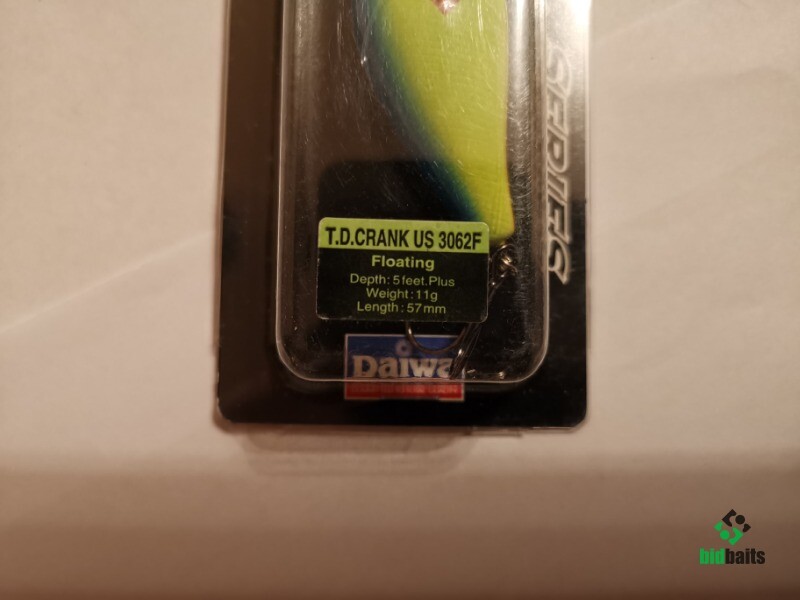 SERIES
T.D.CRANK US 3062F
Floating
Depth:5feet.Plus
Weight:11g
Length:57mm
Daiwa
bidbaits